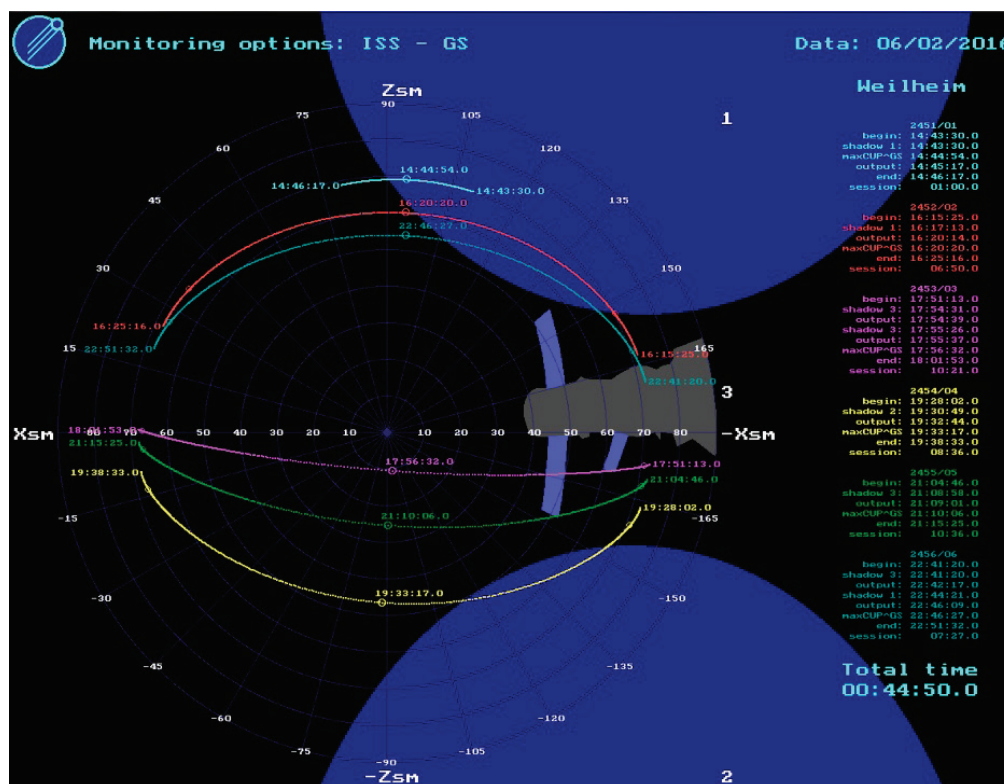 Monitoring options: ISS - GS
Data: 06/02/2016
Weilheim
Zsm
1
75
90
105
60
120
45
135
30
150
15
165
14:44:54.0
14:46:17.0
14:43:30.0
16:20:20.0
22:46:27.0
16:25:16.0
16:15:25.0
22:51:32.0
22:41:20.0
3
Xsm
80 70 60 50 40 30 20 10
10 20 30 40 50 60 70 80
-Xsm
18:01:53.0
21:15:25.0
17:56:32.0
17:51:13.0
19:38:33.0
21:04:46.0
21:10:06.0
19:28:02.0
19:33:17.0
-15
-165
-30
-150
-45
-135
-60
-120
-75
-105
-90
-Zsm
2
2451/01
begin: 14:43:30.0
shadow 1: 14:43:30.0
maxCUP^GS 14:44:54.0
output: 14:45:17.0
end: 14:46:17.0
session: 01:00.0
2452/02
begin: 16:15:25.0
shadow 1: 16:17:13.0
output: 16:20:14.0
maxCUP^GS 16:20:20.0
end: 16:25:16.0
session: 06:50.0
2453/03
begin: 17:51:13.0
shadow 3: 17:54:31.0
output: 17:54:39.0
shadow 3: 17:55:26.0
output: 17:55:37.0
maxCUP^GS 17:56:32.0
end: 18:01:53.0
session: 10:21.0
2454/04
begin: 19:28:02.0
shadow 2: 19:30:49.0
output: 19:32:44.0
maxCUP^GS 19:33:17.0
end: 19:38:33.0
session: 08:36.0
2455/05
begin: 21:04:46.0
shadow 3: 21:08:58.0
output: 21:09:01.0
maxCUP^GS 21:10:06.0
end: 21:15:25.0
session: 10:36.0
2456/06
begin: 22:41:20.0
shadow 3: 22:41:20.0
output: 22:42:17.0
shadow 1: 22:44:21.0
output: 22:46:09.0
maxCUP^GS 22:46:27.0
end: 22:51:32.0
session: 07:27.0
Total time
00:44:50.0